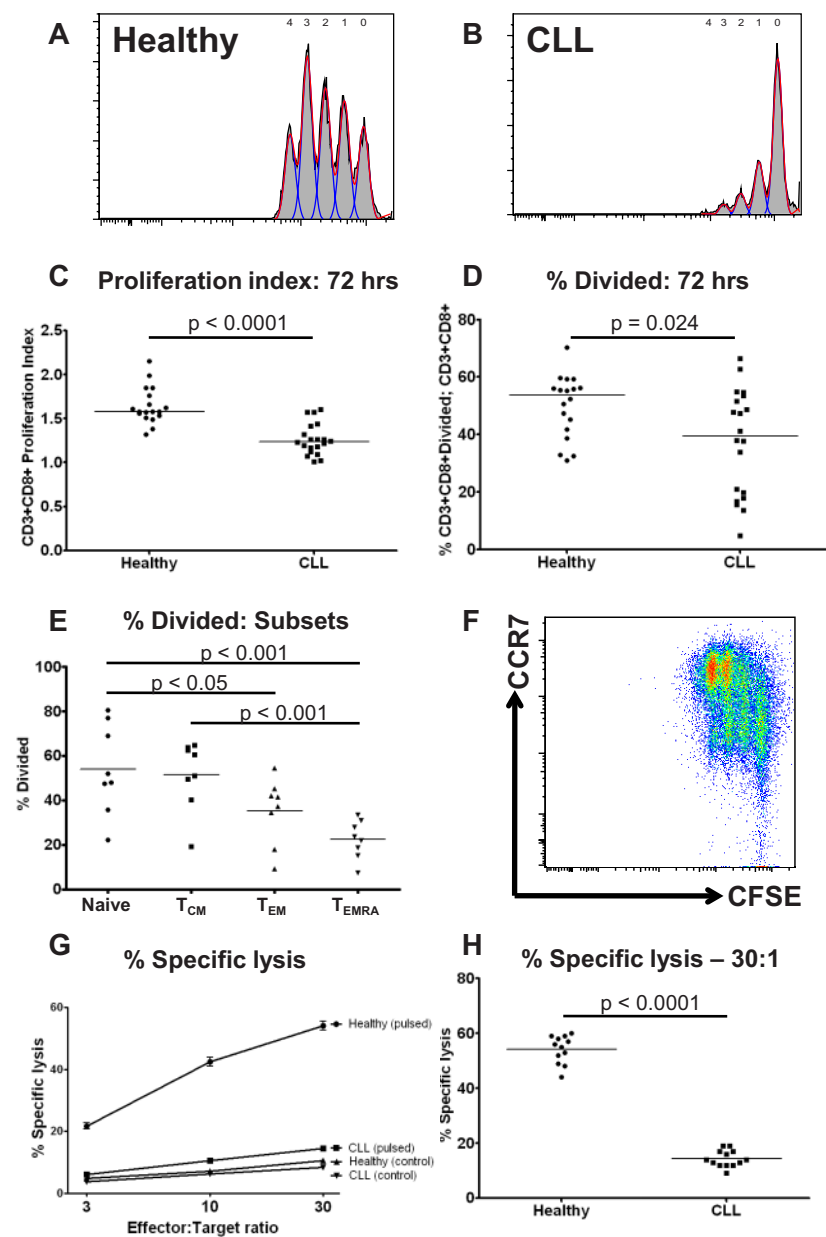 A
Healthy
4 3 2 1 0
B
CLL
4 3 2 1 0
C
Proliferation index: 72 hrs
p < 0.0001
CD3+CD8+ Proliferation Index
2.5
2.0
1.5
1.0
0.5
0.0
Healthy
CLL
D
% Divided: 72 hrs
p = 0.024
% CD3+CD8+Divided; CD3+CD8+
80
60
40
20
0
Healthy
CLL
E
% Divided: Subsets
p < 0.001
p < 0.05
p < 0.001
% Divided
100
80
60
40
20
0
Naive
TCM
TEM
TEMRA
F
CCR7
CFSE
G
% Specific lysis
% Specific lysis
60
40
20
0
Healthy (pulsed)
CLL (pulsed)
Healthy (control)
CLL (control)
3
10
30
Effector:Target ratio
H
% Specific lysis – 30:1
p < 0.0001
% Specific lysis
80
60
40
20
0
Healthy
CLL